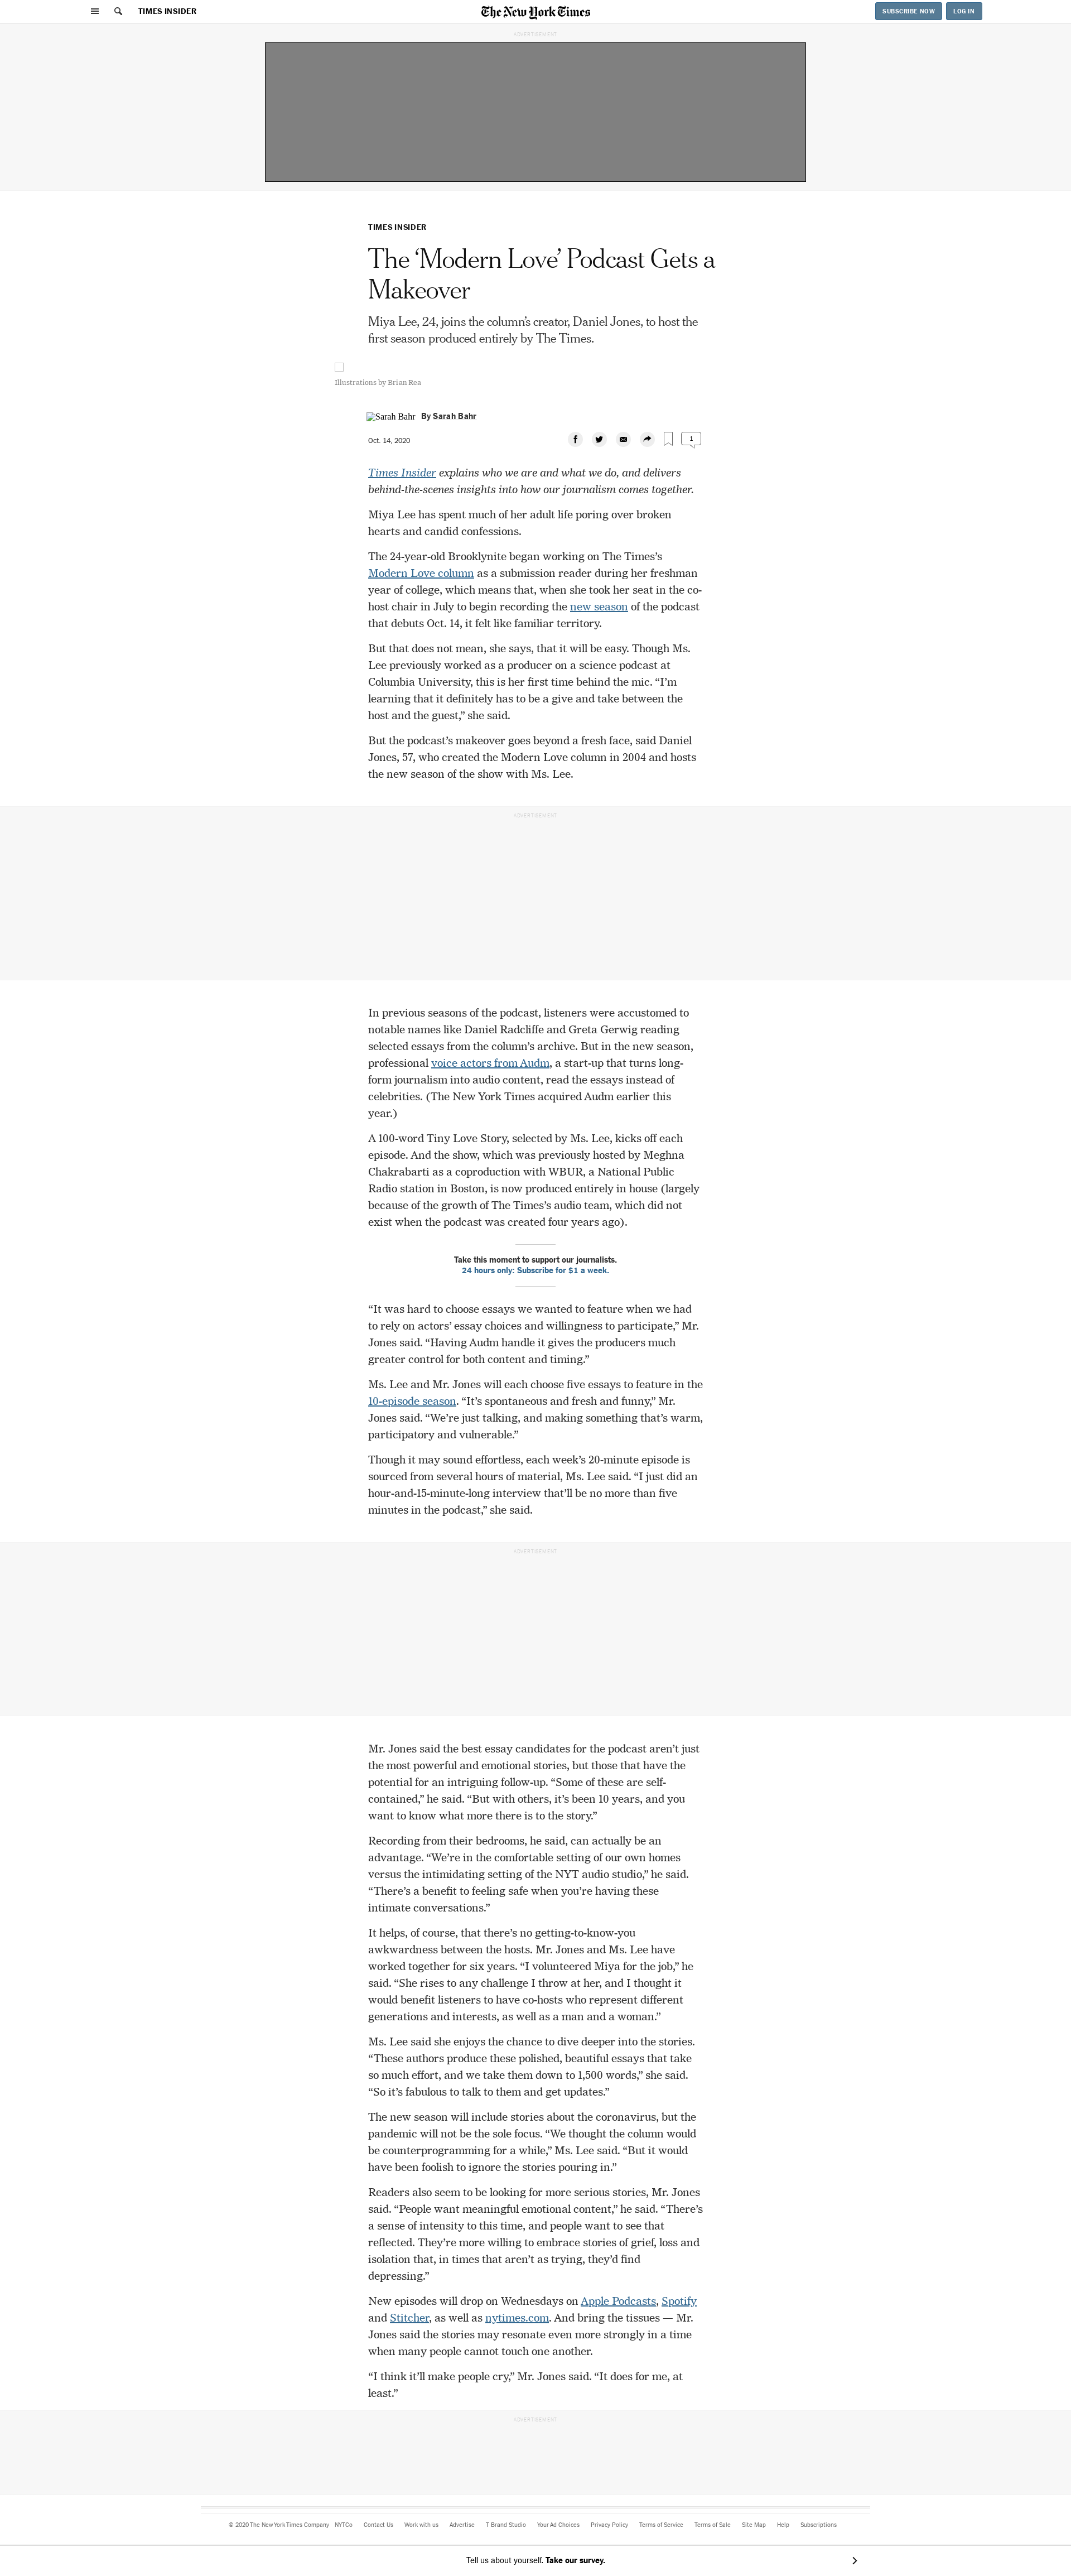 TIMES INSIDER
The New York Times
SUBSCRIBE NOW
LOG IN
ADVERTISEMENT
TIMES INSIDER
The ‘Modern Love’ Podcast Gets a
Makeover
Miya Lee, 24, joins the column’s creator, Daniel Jones, to host the
first season produced entirely by The Times.
Illustrations by Brian Rea
Sarah Bahr
By Sarah Bahr
Oct. 14, 2020
1
Times Insider explains who we are and what we do, and delivers
behind-the-scenes insights into how our journalism comes together.
Miya Lee has spent much of her adult life poring over broken
hearts and candid confessions.
The 24-year-old Brooklynite began working on The Times’s
Modern Love column as a submission reader during her freshman
year of college, which means that, when she took her seat in the co-
host chair in July to begin recording the new season of the podcast
that debuts Oct. 14, it felt like familiar territory.
But that does not mean, she says, that it will be easy. Though Ms.
Lee previously worked as a producer on a science podcast at
Columbia University, this is her first time behind the mic. “I’m
learning that it definitely has to be a give and take between the
host and the guest,” she said.
But the podcast’s makeover goes beyond a fresh face, said Daniel
Jones, 57, who created the Modern Love column in 2004 and hosts
the new season of the show with Ms. Lee.
ADVERTISEMENT
In previous seasons of the podcast, listeners were accustomed to
notable names like Daniel Radcliffe and Greta Gerwig reading
selected essays from the column’s archive. But in the new season,
professional voice actors from Audm, a start-up that turns long-
form journalism into audio content, read the essays instead of
celebrities. (The New York Times acquired Audm earlier this
year.)
A 100-word Tiny Love Story, selected by Ms. Lee, kicks off each
episode. And the show, which was previously hosted by Meghna
Chakrabarti as a coproduction with WBUR, a National Public
Radio station in Boston, is now produced entirely in house (largely
because of the growth of The Times’s audio team, which did not
exist when the podcast was created four years ago).
Take this moment to support our journalists.
24 hours only: Subscribe for $1 a week.
“It was hard to choose essays we wanted to feature when we had
to rely on actors’ essay choices and willingness to participate,” Mr.
Jones said. “Having Audm handle it gives the producers much
greater control for both content and timing.”
Ms. Lee and Mr. Jones will each choose five essays to feature in the
10-episode season. “It’s spontaneous and fresh and funny,” Mr.
Jones said. “We’re just talking, and making something that’s warm,
participatory and vulnerable.”
Though it may sound effortless, each week’s 20-minute episode is
sourced from several hours of material, Ms. Lee said. “I just did an
hour-and-15-minute-long interview that’ll be no more than five
minutes in the podcast,” she said.
ADVERTISEMENT
Mr. Jones said the best essay candidates for the podcast aren’t just
the most powerful and emotional stories, but those that have the
potential for an intriguing follow-up. “Some of these are self-
contained,” he said. “But with others, it’s been 10 years, and you
want to know what more there is to the story.”
Recording from their bedrooms, he said, can actually be an
advantage. “We’re in the comfortable setting of our own homes
versus the intimidating setting of the NYT audio studio,” he said.
“There’s a benefit to feeling safe when you’re having these
intimate conversations.”
It helps, of course, that there’s no getting-to-know-you
awkwardness between the hosts. Mr. Jones and Ms. Lee have
worked together for six years. “I volunteered Miya for the job,” he
said. “She rises to any challenge I throw at her, and I thought it
would benefit listeners to have co-hosts who represent different
generations and interests, as well as a man and a woman.”
Ms. Lee said she enjoys the chance to dive deeper into the stories.
“These authors produce these polished, beautiful essays that take
so much effort, and we take them down to 1,500 words,” she said.
“So it’s fabulous to talk to them and get updates.”
The new season will include stories about the coronavirus, but the
pandemic will not be the sole focus. “We thought the column would
be counterprogramming for a while,” Ms. Lee said. “But it would
have been foolish to ignore the stories pouring in.”
Readers also seem to be looking for more serious stories, Mr. Jones
said. “People want meaningful emotional content,” he said. “There’s
a sense of intensity to this time, and people want to see that
reflected. They’re more willing to embrace stories of grief, loss and
isolation that, in times that aren’t as trying, they’d find
depressing.”
New episodes will drop on Wednesdays on Apple Podcasts, Spotify
and Stitcher, as well as nytimes.com. And bring the tissues — Mr.
Jones said the stories may resonate even more strongly in a time
when many people cannot touch one another.
“I think it’ll make people cry,” Mr. Jones said. “It does for me, at
least.”
ADVERTISEMENT
© 2020 The New York Times Company NYTCo Contact Us Work with us Advertise T Brand Studio Your Ad Choices Privacy Policy Terms of Service Terms of Sale Site Map Help Subscriptions
Tell us about yourself. Take our survey.